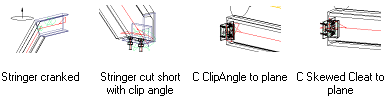 Stringer cranked
Stringer cut short
with clip angle
C ClipAngle to plane
C Skewed Cleat to
plane